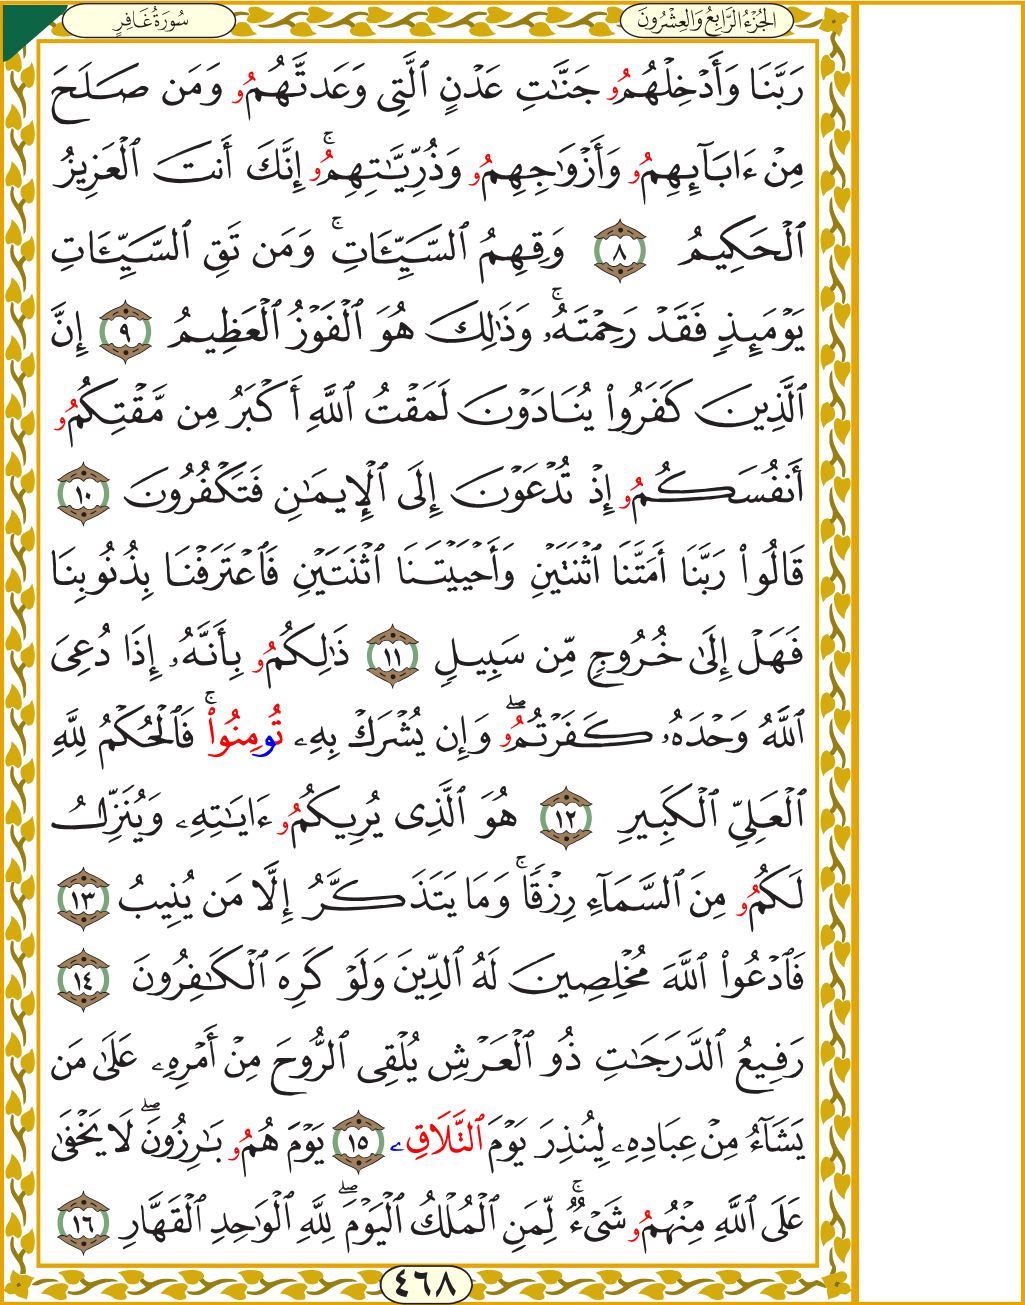 الجُزْءُ الرَّابِعُ وَالعِشْرُونَ
سُورَةُ غَافِرٍ
رَبَّنَا وَأَدۡخِلۡهُمُۥ جَنَّٰتِ عَدۡنٍ ٱلَّتِي وَعَدتَّهُمُۥ وَمَن صَلَحَ
مِنۡ ءَابَآئِهِمُۥ وَأَزۡوَٰجِهِمُۥ وَذُرِّيَّٰتِهِمُۥٓۚ إِنَّكَ أَنتَ ٱلۡعَزِيزُ
ٱلۡحَكِيمُ ٨ وَقِهِمُ ٱلسَّيِّـَٔاتِۚ وَمَن تَقِ ٱلسَّيِّـَٔاتِ
يَوۡمَئِذٖ فَقَدۡ رَحِمۡتَهُۥۚ وَذَٰلِكَ هُوَ ٱلۡفَوۡزُ ٱلۡعَظِيمُ ٩ إِنَّ
ٱلَّذِينَ كَفَرُواْ يُنَادَوۡنَ لَمَقۡتُ ٱللَّهِ أَكۡبَرُ مِن مَّقۡتِكُمُۥ
أَنفُسَكُمُۥ إِذۡ تُدۡعَوۡنَ إِلَى ٱلۡإِيمَٰنِ فَتَكۡفُرُونَ ١٠
قَالُواْ رَبَّنَآ أَمَتَّنَا ٱثۡنَتَيۡنِ وَأَحۡيَيۡتَنَا ٱثۡنَتَيۡنِ فَٱعۡتَرَفۡنَا بِذُنُوبِنَا
فَهَلۡ إِلَىٰ خُرُوجٖ مِّن سَبِيلٖ ١١ ذَٰلِكُمُۥ بِأَنَّهُۥٓ إِذَا دُعِيَ
ٱللَّهُ وَحۡدَهُۥ كَفَرۡتُمُۥۖ وَإِن يُشۡرَكۡ بِهِۦ تُومِنُواْۚ فَٱلۡحُكۡمُ لِلَّهِ
ٱلۡعَلِيِّ ٱلۡكَبِيرِ ١٢ هُوَ ٱلَّذِي يُرِيكُمُۥ ءَايَٰتِهِۦ وَيُنَزِّلُ
لَكُمُۥ مِنَ ٱلسَّمَآءِ رِزۡقٗاۚ وَمَا يَتَذَكَّرُ إِلَّا مَن يُنِيبُ ١٣
فَٱدۡعُواْ ٱللَّهَ مُخۡلِصِينَ لَهُ ٱلدِّينَ وَلَوۡ كَرِهَ ٱلۡكَٰفِرُونَ ١٤
رَفِيعُ ٱلدَّرَجَٰتِ ذُو ٱلۡعَرۡشِ يُلۡقِي ٱلرُّوحَ مِنۡ أَمۡرِهِۦ عَلَىٰ مَن
يَشَآءُ مِنۡ عِبَادِهِۦ لِيُنذِرَ يَوۡمَ ٱلتَّلَاقِۦ ١٥ يَوۡمَ هُمُۥ بَٰرِزُونَۖ لَا يَخۡفَىٰ
عَلَى ٱللَّهِ مِنۡهُمُۥ شَيۡءٞۚ لِّمَنِ ٱلۡمُلۡكُ ٱلۡيَوۡمَۖ لِلَّهِ ٱلۡوَٰحِدِ ٱلۡقَهَّارِ ١٦
٤٦٨